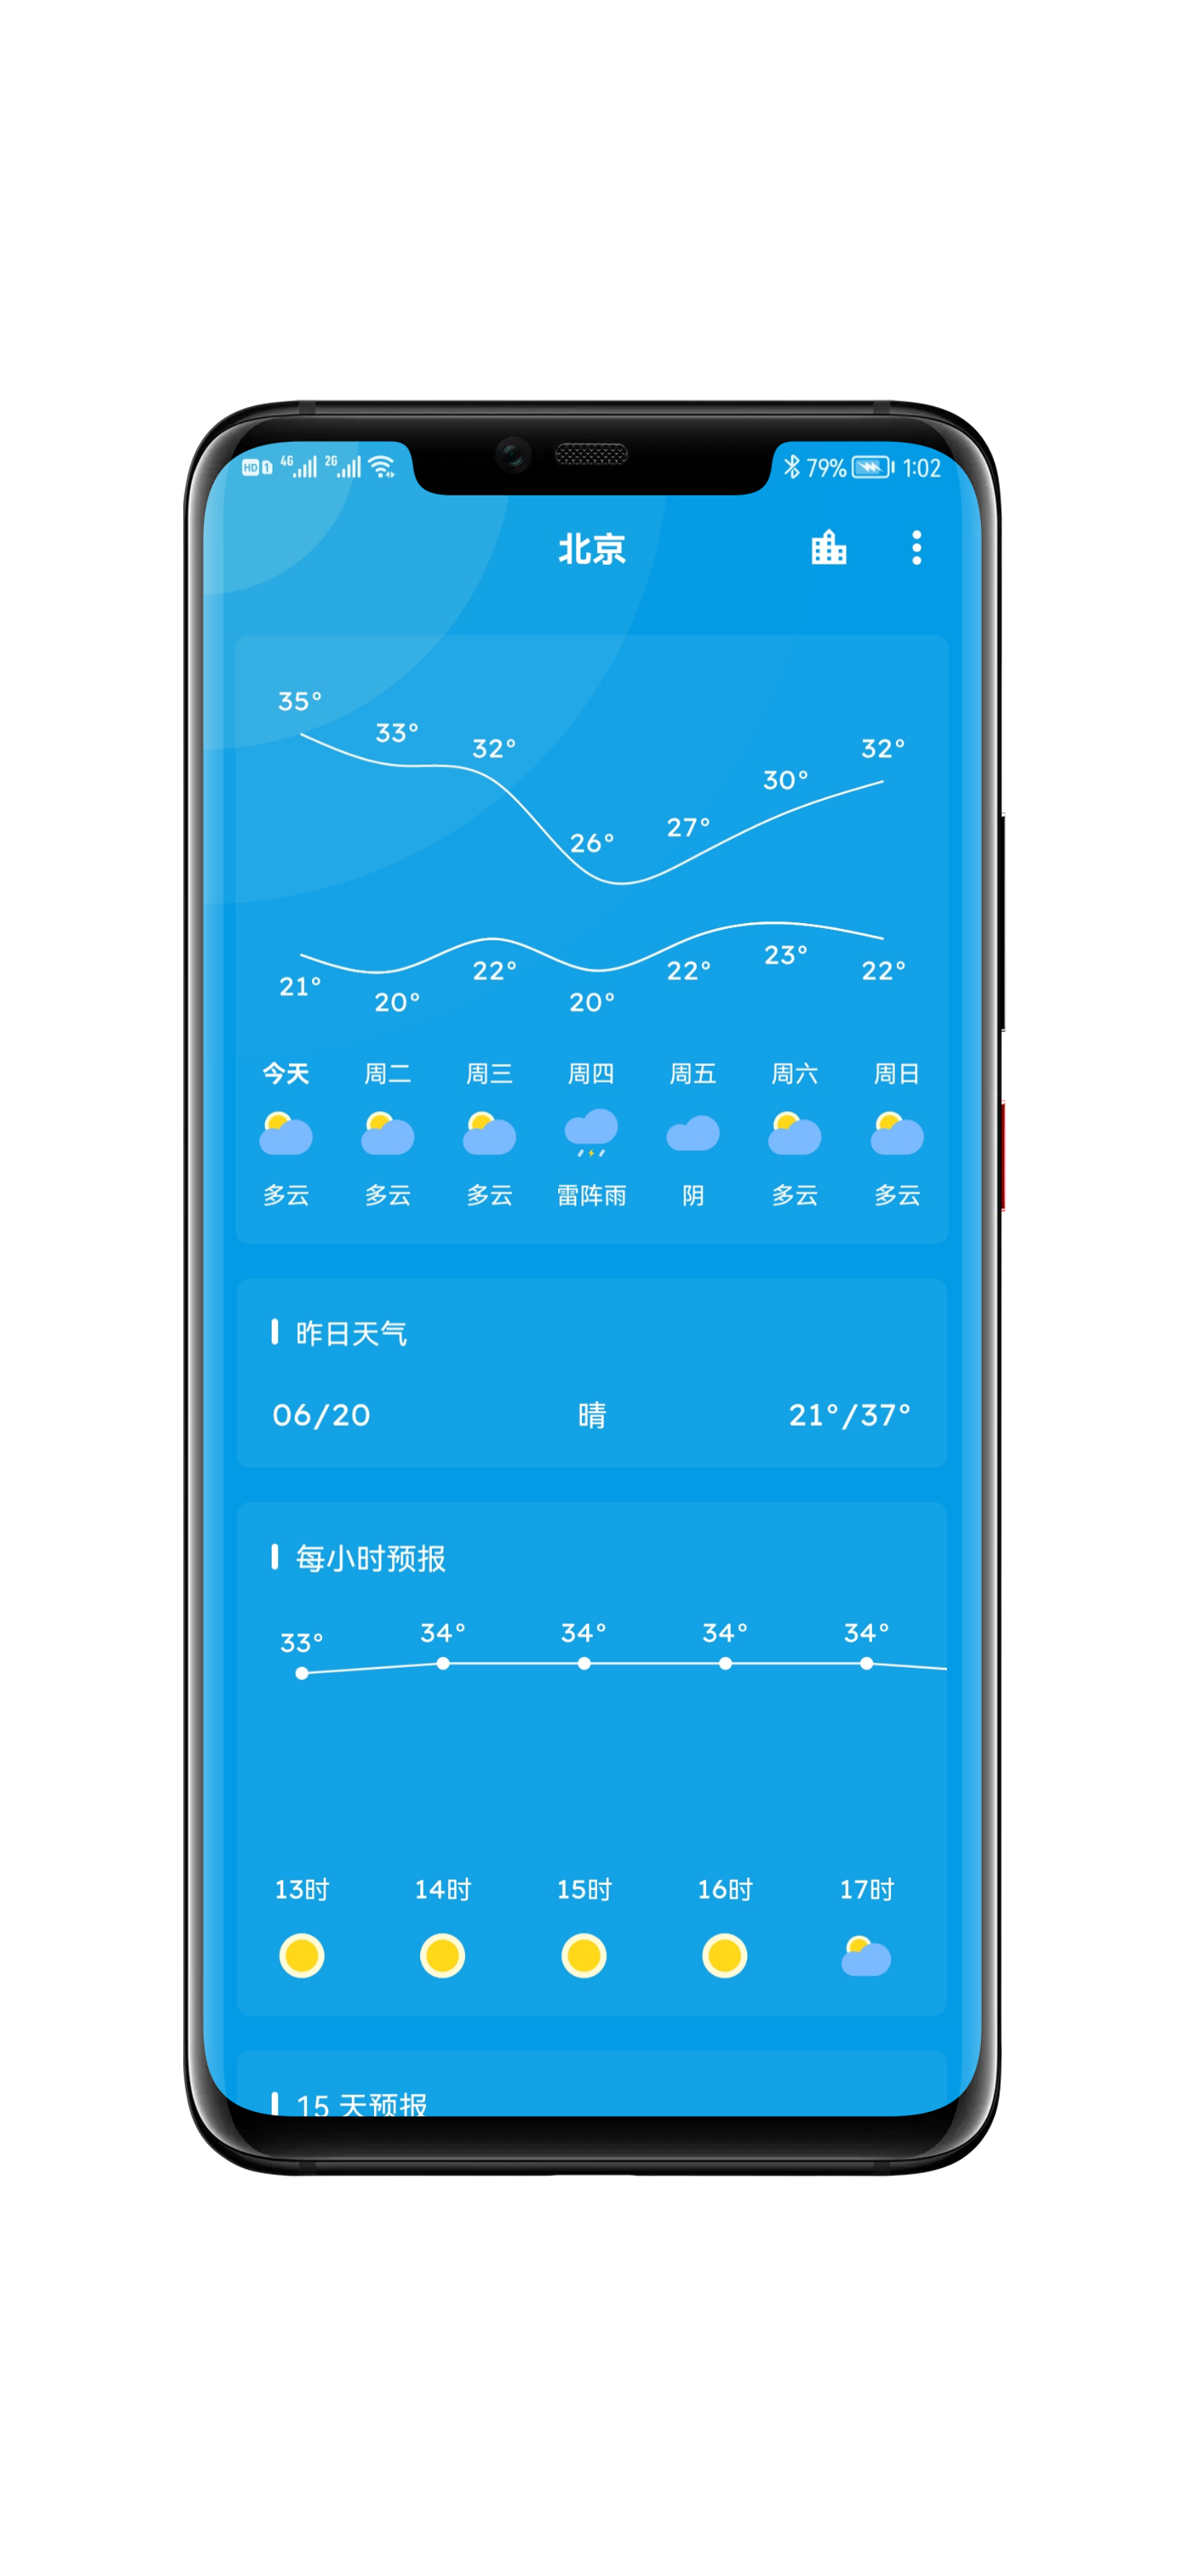 HD 1 4G 2G 79% 1:02
北京
35° 33° 32° 26° 27° 30° 32°
21° 20° 22° 20° 22° 23° 22°
今天 周二 周三 周四 周五 周六 周日
多云 多云 多云 雷阵雨 阴 多云 多云
昨日天气
06/20 晴 21°/37°
每小时预报
33° 34° 34° 34° 34°
13时 14时 15时 16时 17时
15 天预报